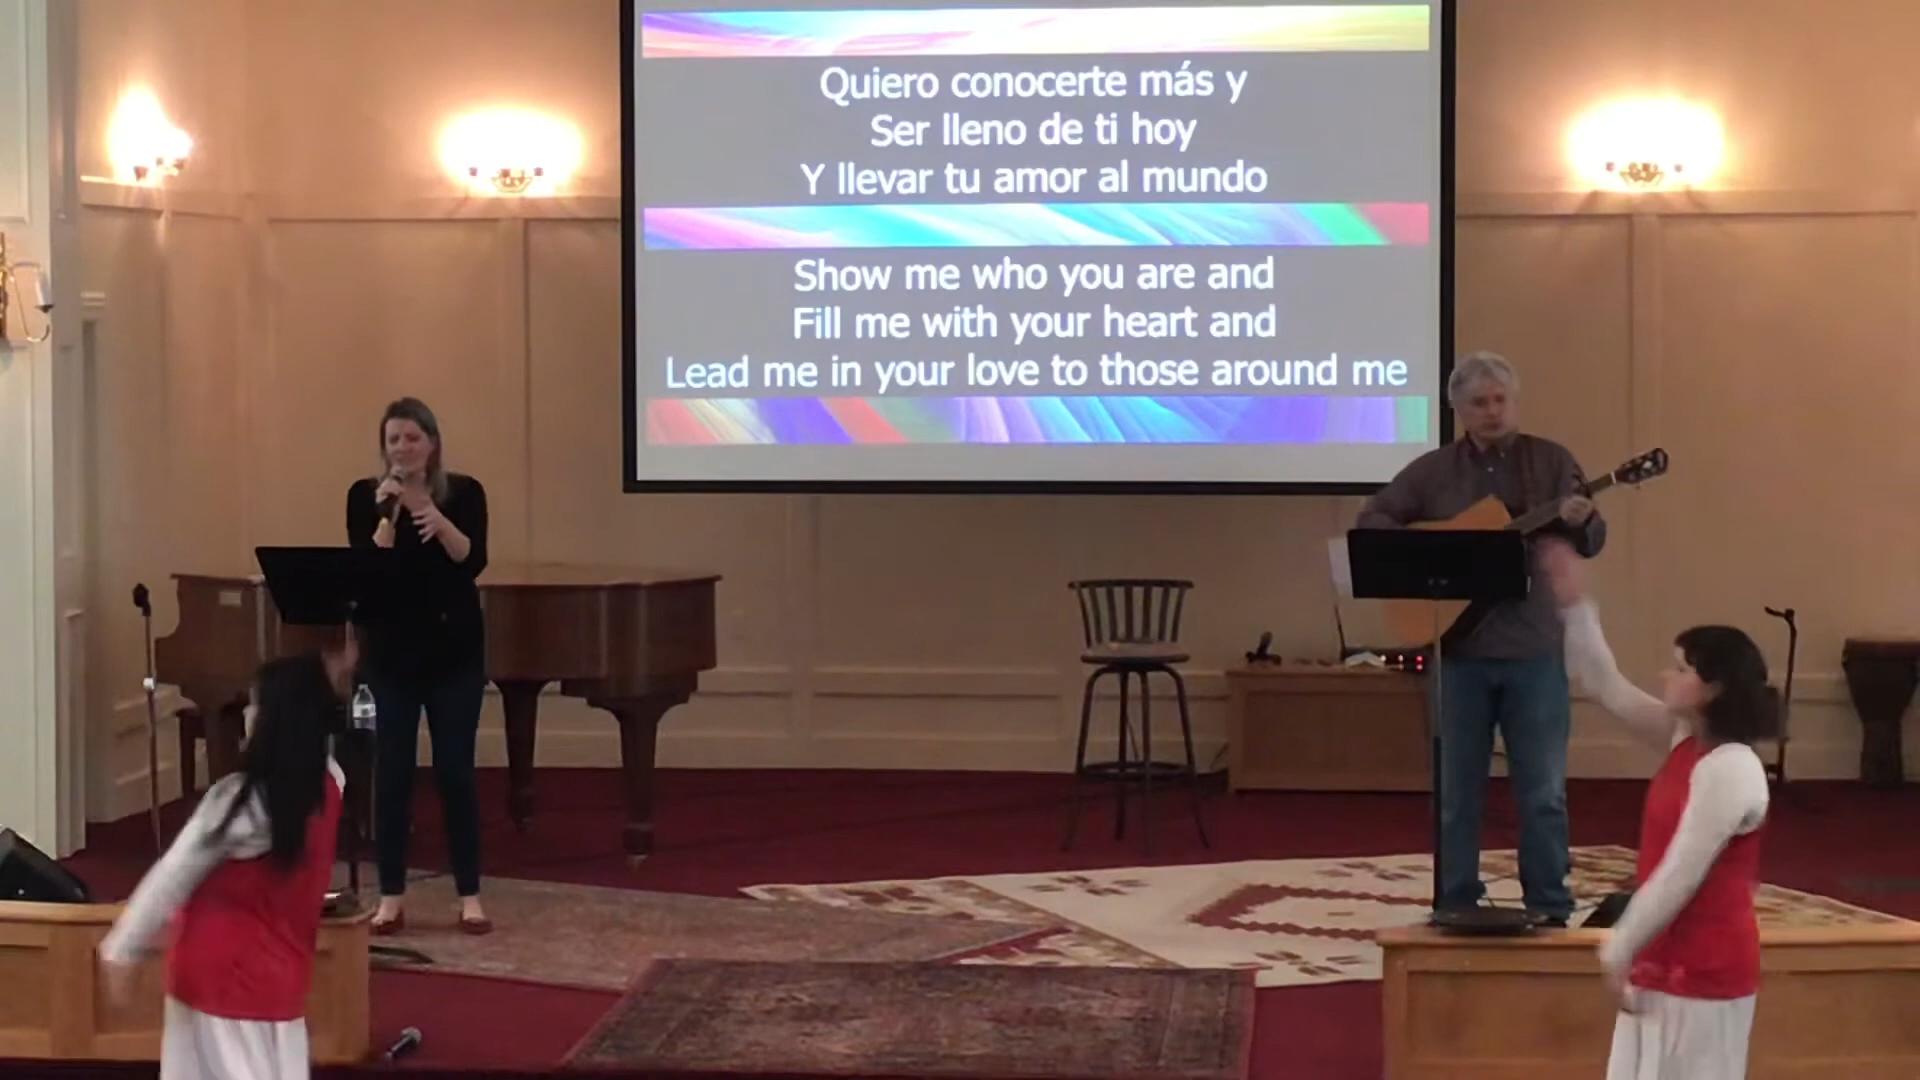 Quiero conocerte más y
Ser lleno de ti hoy
Y llevar tu amor al mundo
Show me who you are and
Fill me with your heart and
Lead me in your love to those around me